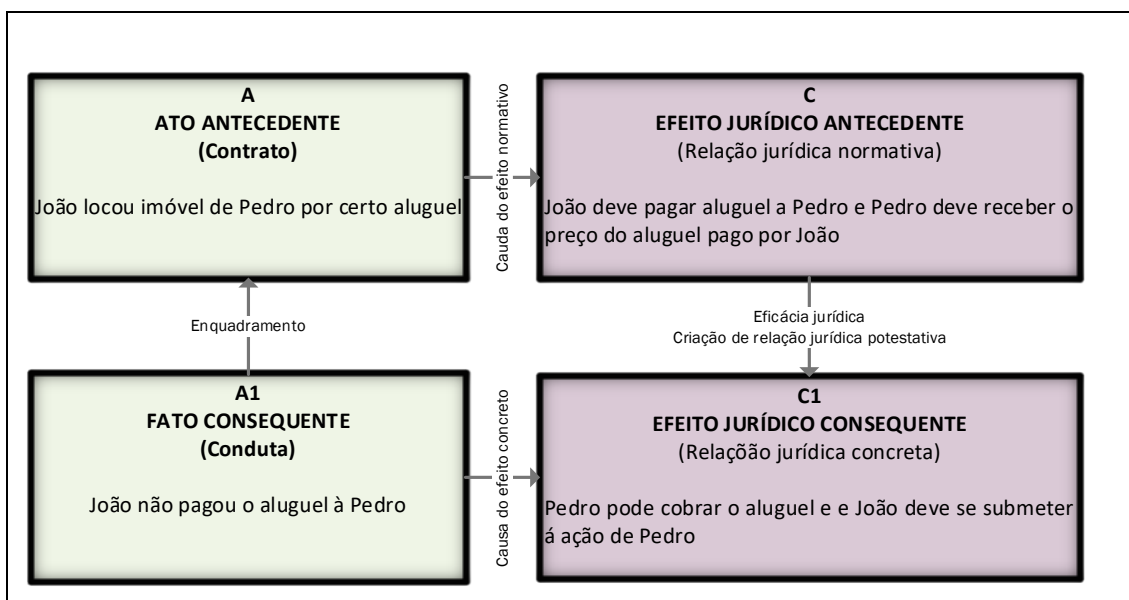 A
ATO ANTECEDENTE
(Contrato)
João locou imóvel de Pedro por certo aluguel
Cauda do efeito normativo
C
EFEITO JURÍDICO ANTECEDENTE
(Relação jurídica normativa)
João deve pagar aluguel a Pedro e Pedro deve receber o
preço do aluguel pago por João
Enquadramento
Eficácia jurídica
Criação de relação jurídica potestativa
A1
FATO CONSEQUENTE
(Conduta)
João não pagou o aluguel à Pedro
Causa do efeito concreto
C1
EFEITO JURÍDICO CONSEQUENTE
(Relaçõão jurídica concreta)
Pedro pode cobrar o aluguel e e João deve se submeter
á ação de Pedro